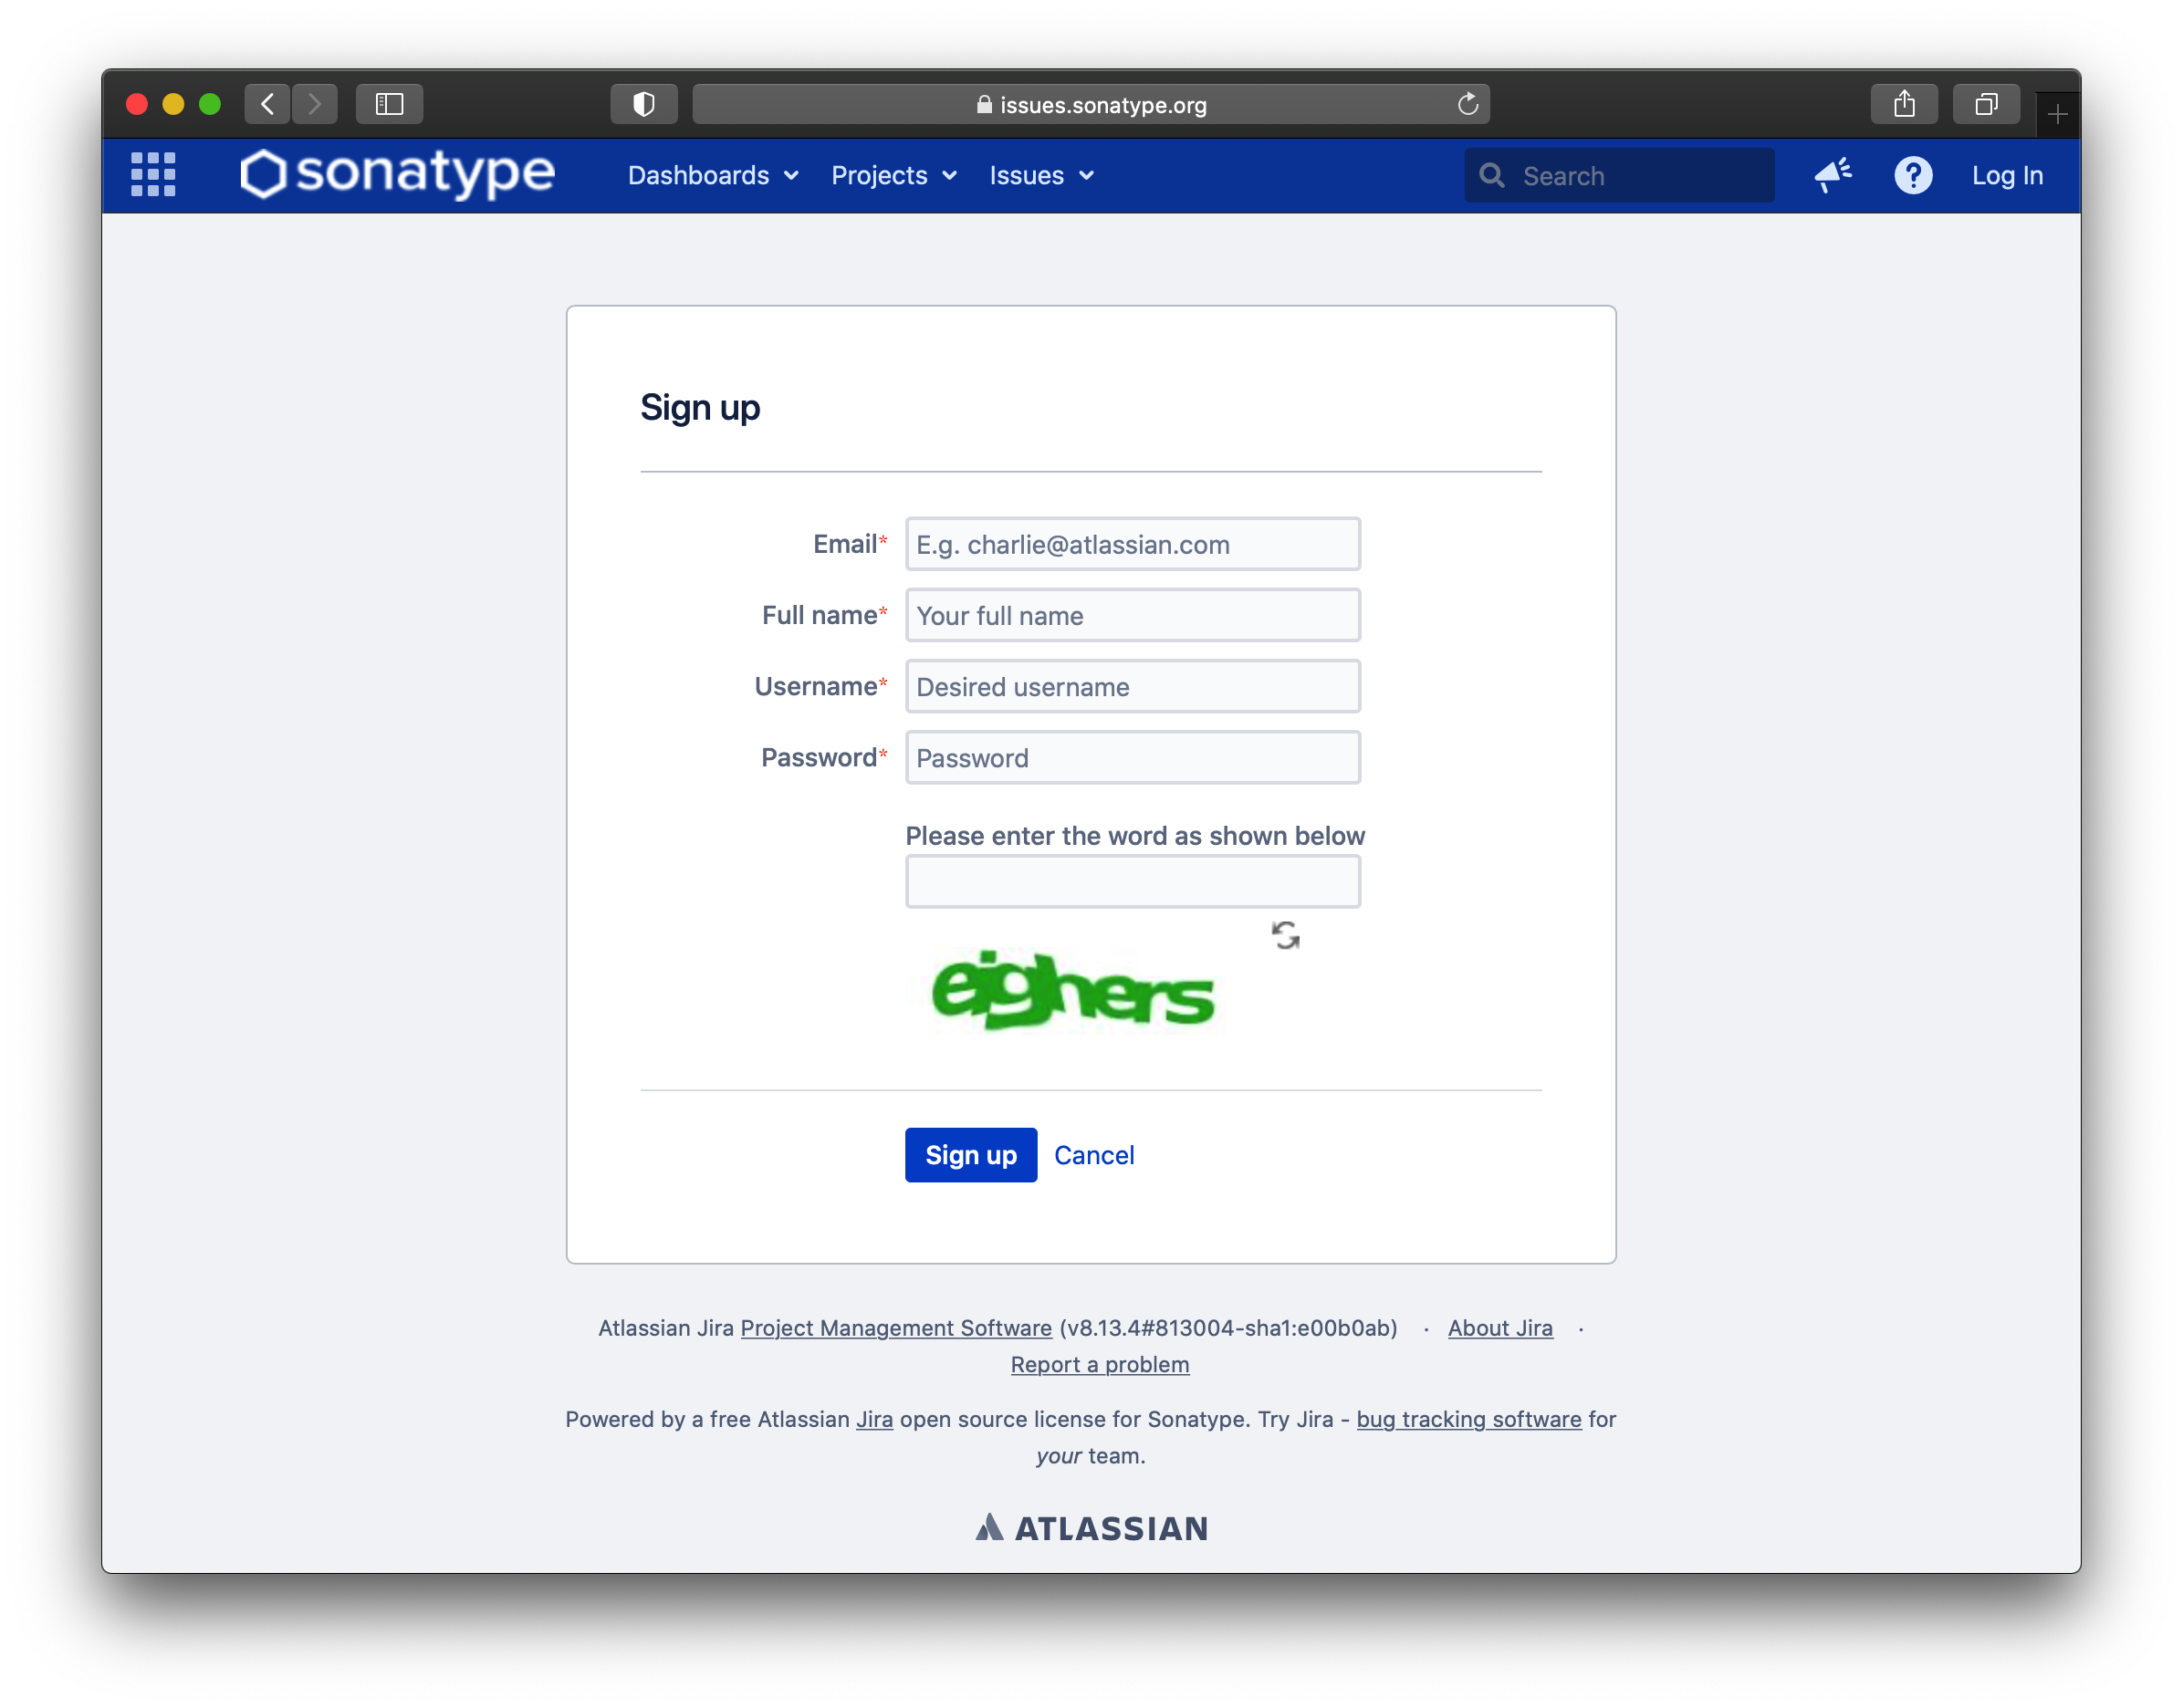 issues.sonatype.org
sonatype Dashboards Projects Issues Search Log In
Sign up
Email* E.g. charlie@atlassian.com
Full name* Your full name
Username* Desired username
Password* Password
Please enter the word as shown below
eighers
Sign up Cancel
Atlassian Jira Project Management Software (v8.13.4#813004-sha1:e00b0ab) · About Jira ·
Report a problem
Powered by a free Atlassian Jira open source license for Sonatype. Try Jira - bug tracking software for
your team.
ATLASSIAN